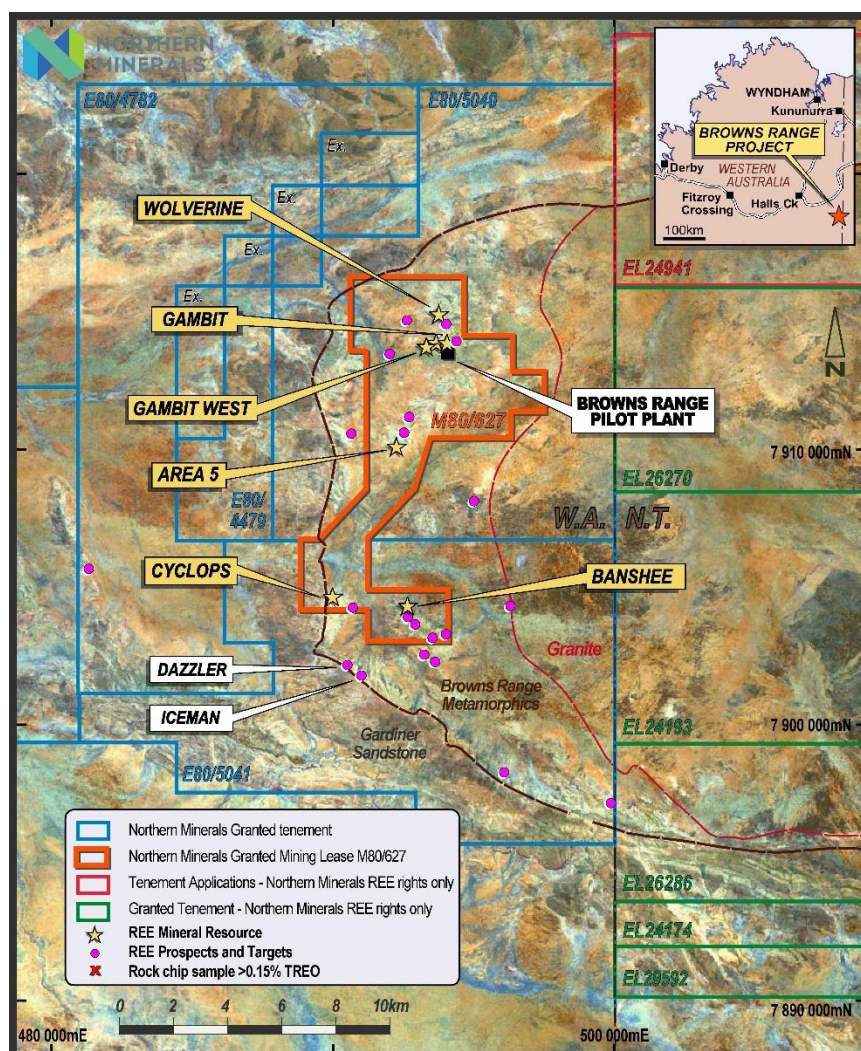 NORTHERN
MINERALS
E80/4782
E80/5040
WYNDHAM
Kununurra
BROWNS RANGE
PROJECT
WESTERN
AUSTRALIA
Derby
Fitzroy
Crossing
Halls Ck
100km
EL24941
Ex.
Ex.
Ex.
Ex.
WOLVERINE
GAMBIT
GAMBIT WEST
AREA 5
N
BROWNS RANGE
PILOT PLANT
M80/627
7 910 000mN
EL26270
E80/
4479
W.A.
N.T.
CYCLOPS
BANSHEE
DAZZLER
ICEMAN
Granite
Browns Range
Metamorphics
Gardiner
Sandstone
EL24193
7 900 000mN
E80/5041
Northern Minerals Granted tenement
Northern Minerals Granted Mining Lease M80/627
Tenement Applications - Northern Minerals REE rights only
Granted Tenement - Northern Minerals REE rights only
REE Mineral Resource
REE Prospects and Targets
Rock chip sample >0.15% TREO
EL26286
EL24174
EL29592
0 2 4 6 8 10km
7 890 000mN
480 000mE
500 000mE